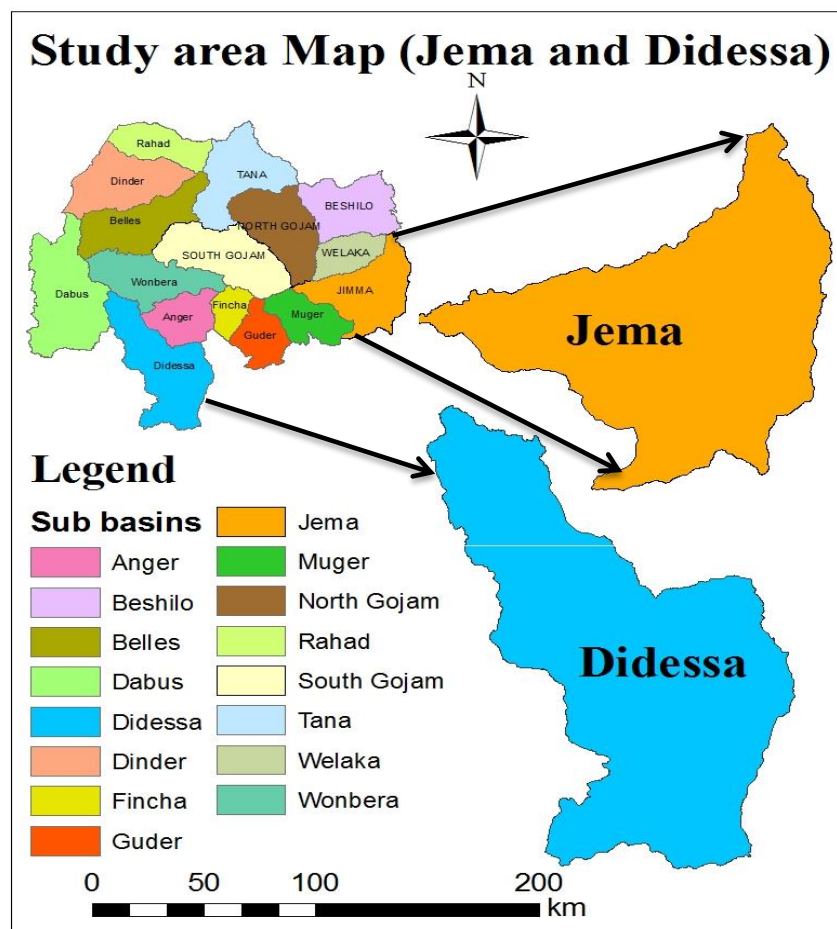 Study area Map (Jema and Didessa)
N
Rahad
TANA
Dinder
BESHILO
Belles
NORTH GOJAM
SOUTH GOJAM
WELAKA
Wonbera
Dabus
JIMMA
Fincha
Anger
Muger
Guder
Didessa
Jema
Didessa
Legend
Sub basins
Anger
Beshilo
Belles
Dabus
Didessa
Dinder
Fincha
Guder
Jema
Muger
North Gojam
Rahad
South Gojam
Tana
Welaka
Wonbera
0 50 100 200
km